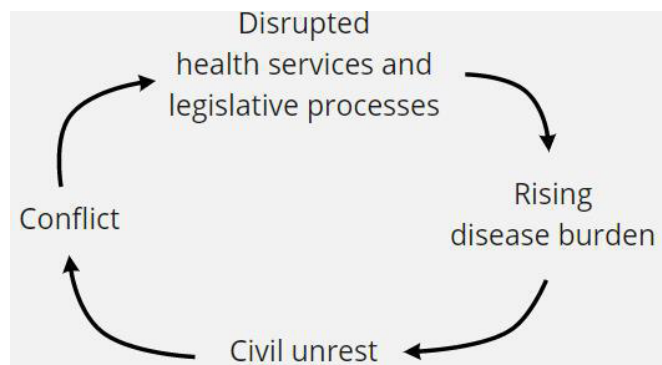 Disrupted
health services and
legislative processes
Rising
disease burden
Civil unrest
Conflict